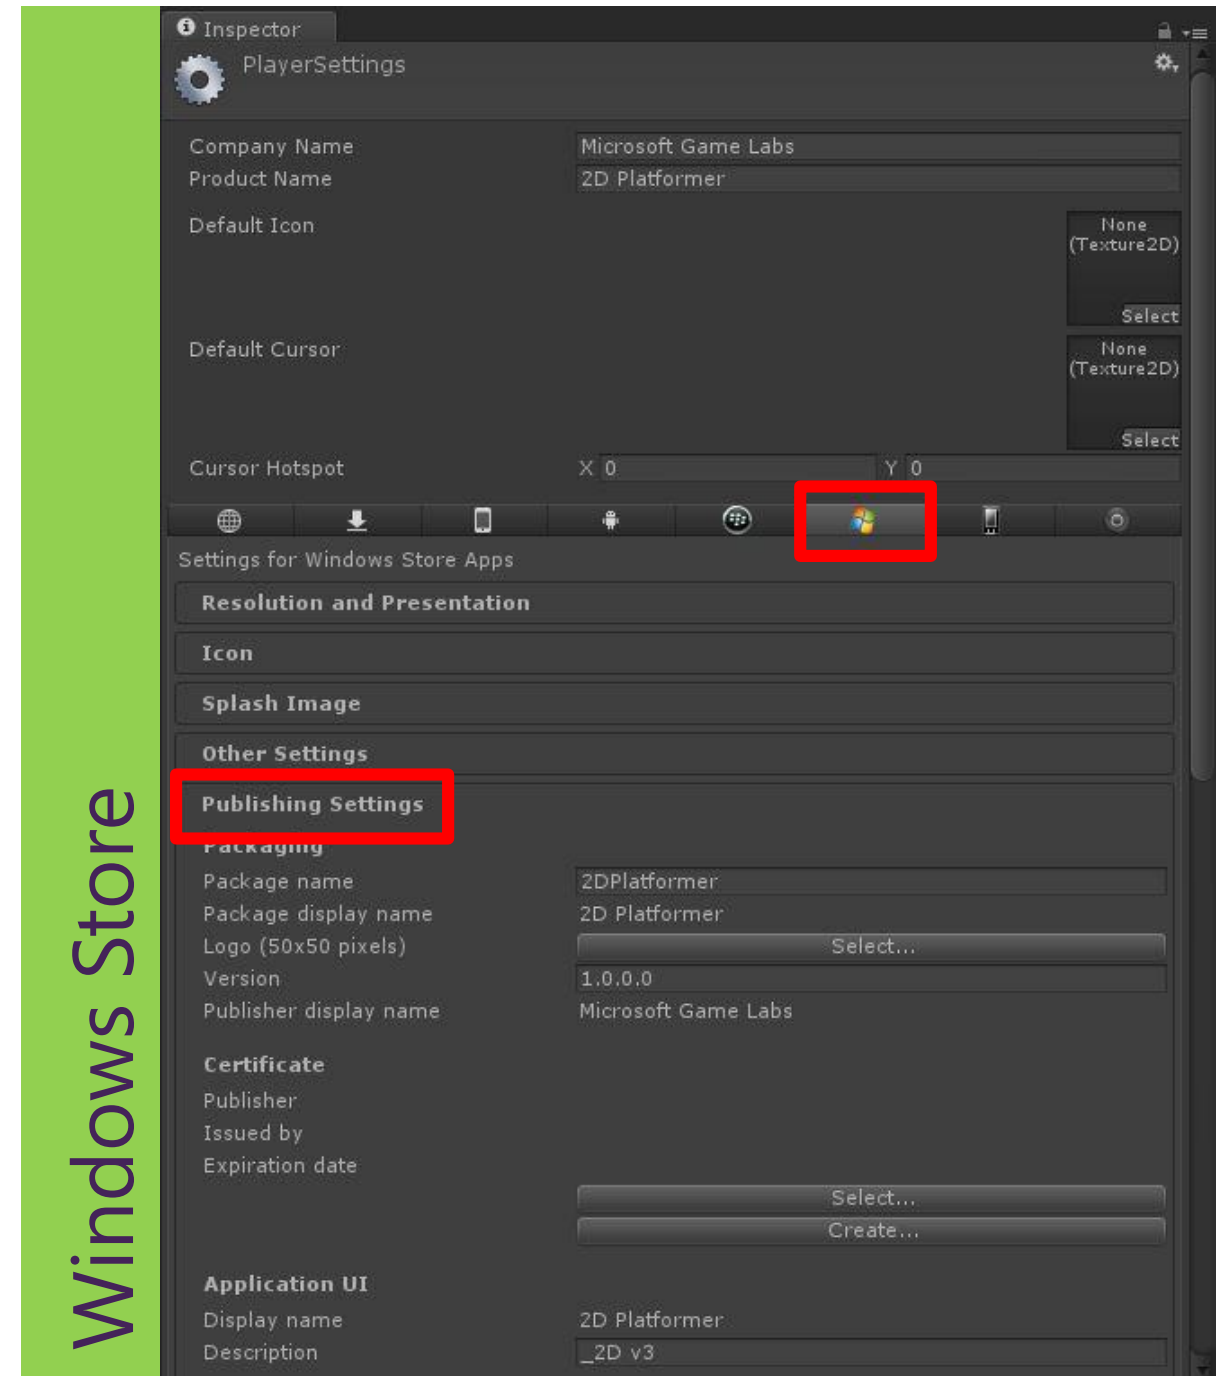 Windows Store
Inspector
PlayerSettings
Company Name Microsoft Game Labs
Product Name 2D Platformer
Default Icon None
(Texture2D)
Select
Default Cursor None
(Texture2D)
Select
Cursor Hotspot X 0 Y 0
Settings for Windows Store Apps
Resolution and Presentation
Icon
Splash Image
Other Settings
Publishing Settings
Packaging
Package name 2DPlatformer
Package display name 2D Platformer
Logo (50x50 pixels) Select...
Version 1.0.0.0
Publisher display name Microsoft Game Labs
Certificate
Publisher
Issued by
Expiration date
Select...
Create...
Application UI
Display name 2D Platformer
Description _2D v3